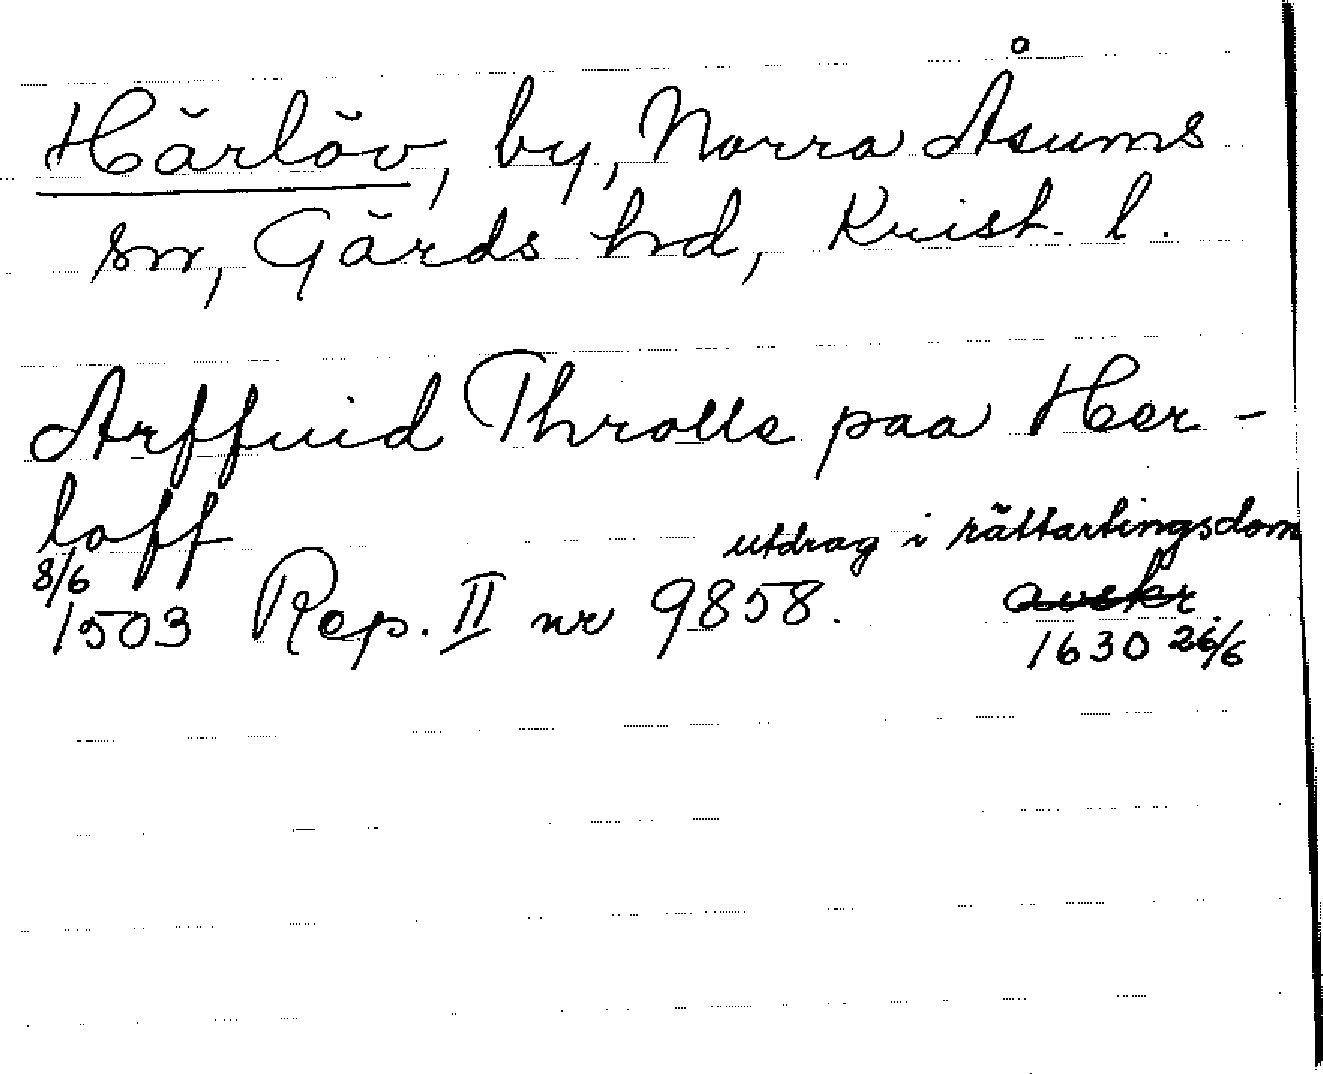 Härlöv, by, Norra Åsums
sn, Gärds hd, Krist. l.
Arffuid Throlle paa Her-
loff
utdrag i rättartingsdom
avskr.
8/6
1503 Rep. II nr 9858.
1630 26/6